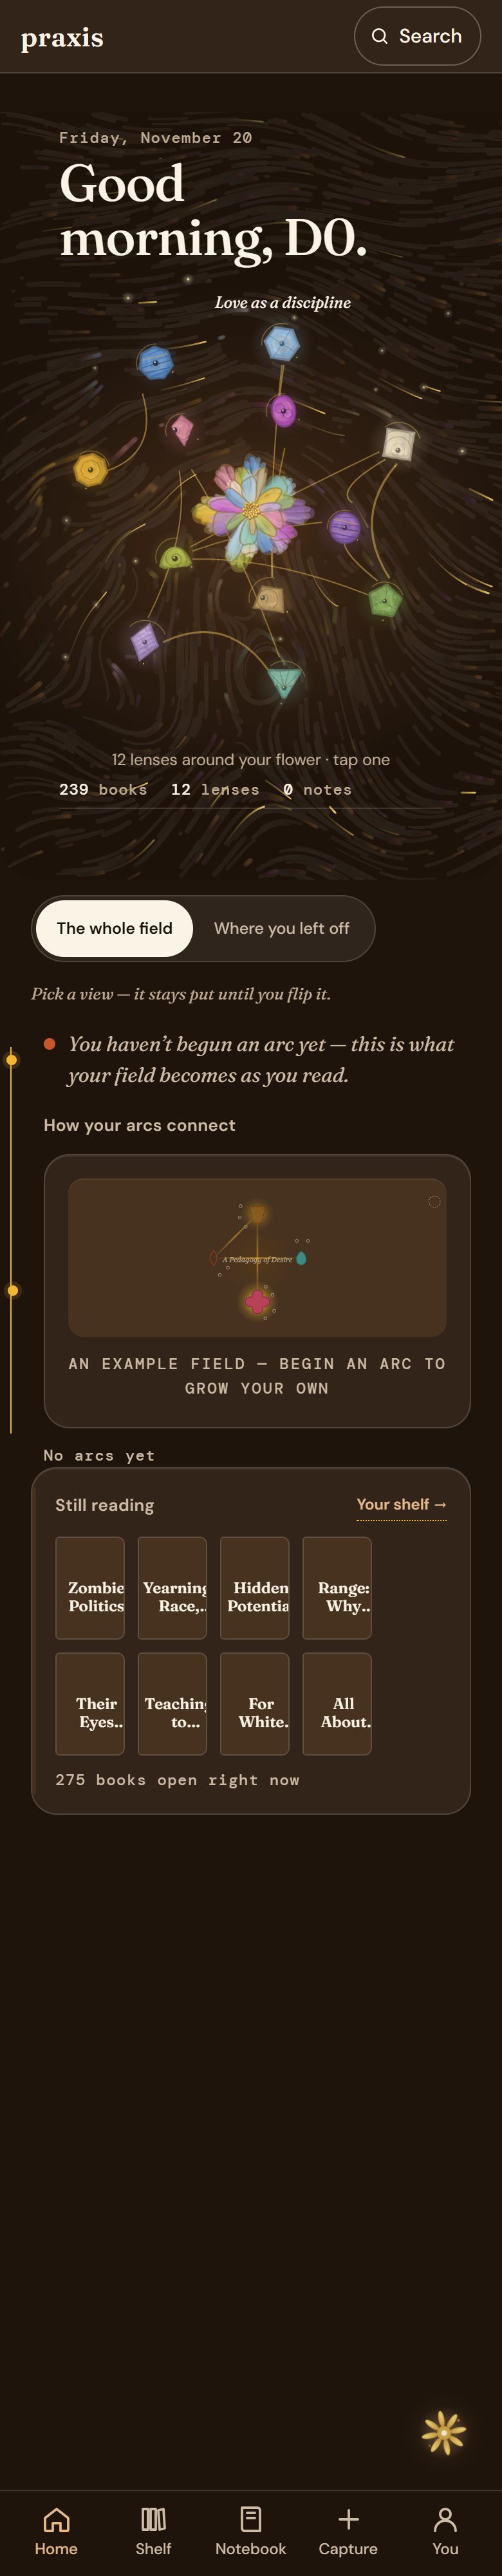 praxis
Search
Friday, November 20
Good
morning, D0.
Love as a discipline
12 lenses around your flower · tap one
239 books 12 lenses 0 notes
The whole field
Where you left off
Pick a view — it stays put until you flip it.
You haven’t begun an arc yet — this is what
your field becomes as you read.
How your arcs connect
A Pedagogy of Desire
AN EXAMPLE FIELD — BEGIN AN ARC TO
GROW YOUR OWN
No arcs yet
Still reading
Your shelf →
Zombie
Politics
Yearning
Race,..
Hidden
Potentia
Range:
Why..
Their
Eyes..
Teaching
to...
For
White.
All
About.
275 books open right now
Home
Shelf
Notebook
Capture
You